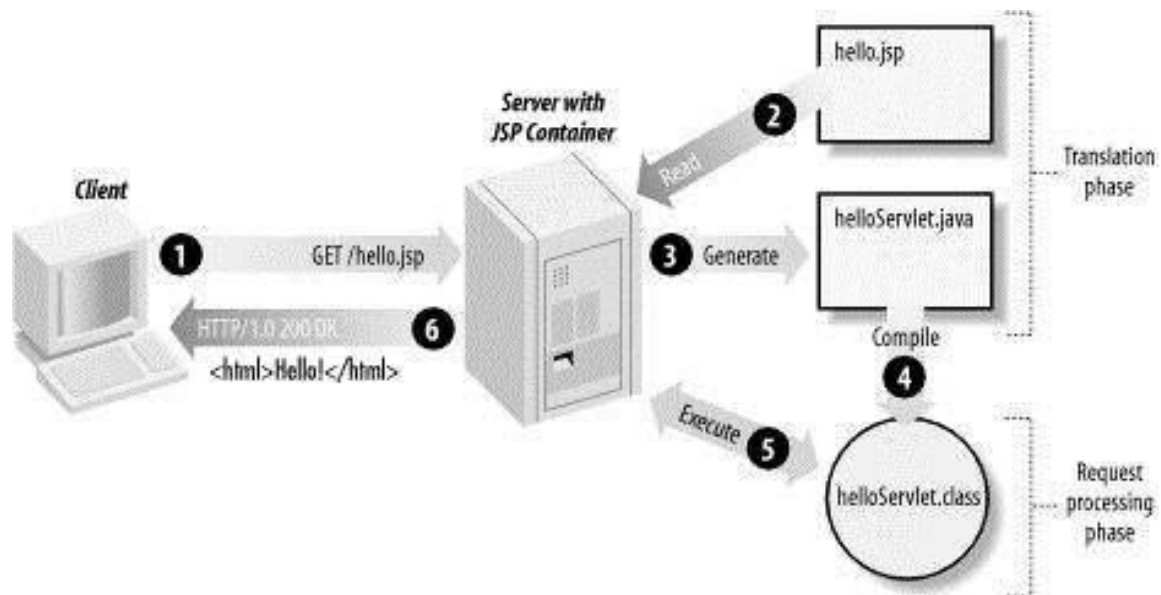 hello.jsp
Server with
JSP Container
2
Read
Translation
phase
Client
helloServlet.java
1
GET /hello.jsp
3
Generate
HTTP/1.0 200 OK
6
<html>Hello!</html>
Compile
4
Execute
5
helloServlet.class
Request
processing
phase